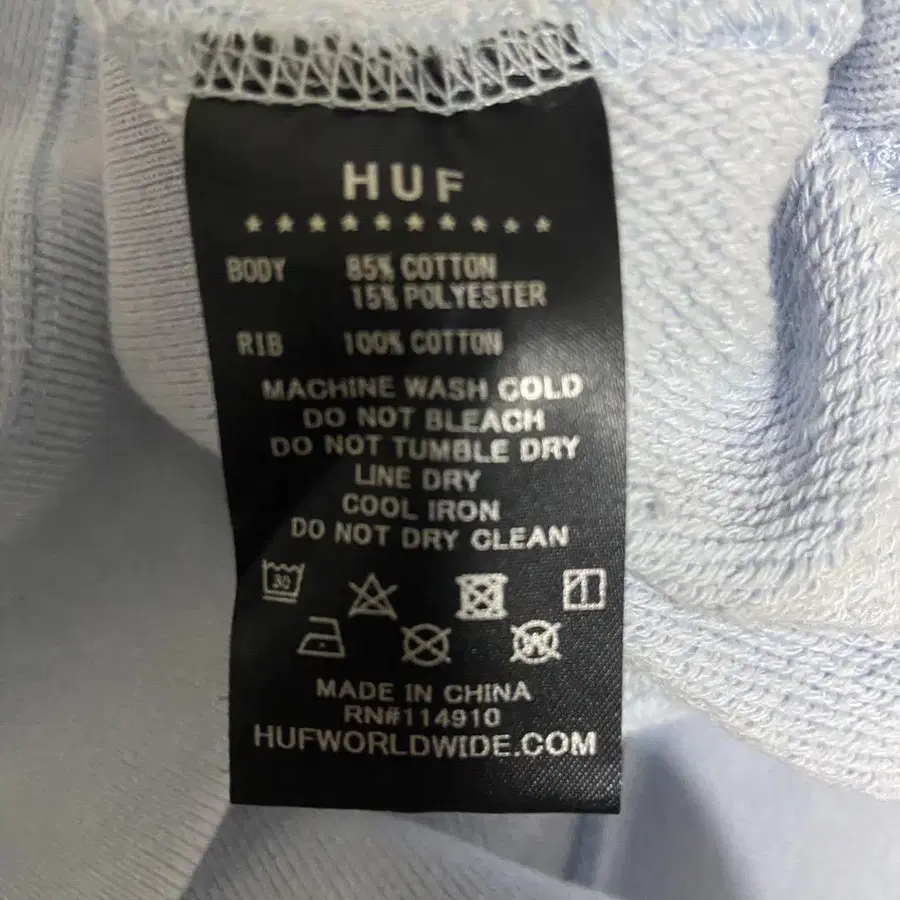 HUF
BODY 85% COTTON
15% POLYESTER
RIB 100% COTTON
MACHINE WASH COLD
DO NOT BLEACH
DO NOT TUMBLE DRY
LINE DRY
COOL IRON
DO NOT DRY CLEAN
30
W
MADE IN CHINA
RN#114910
HUFWORLDWIDE.COM